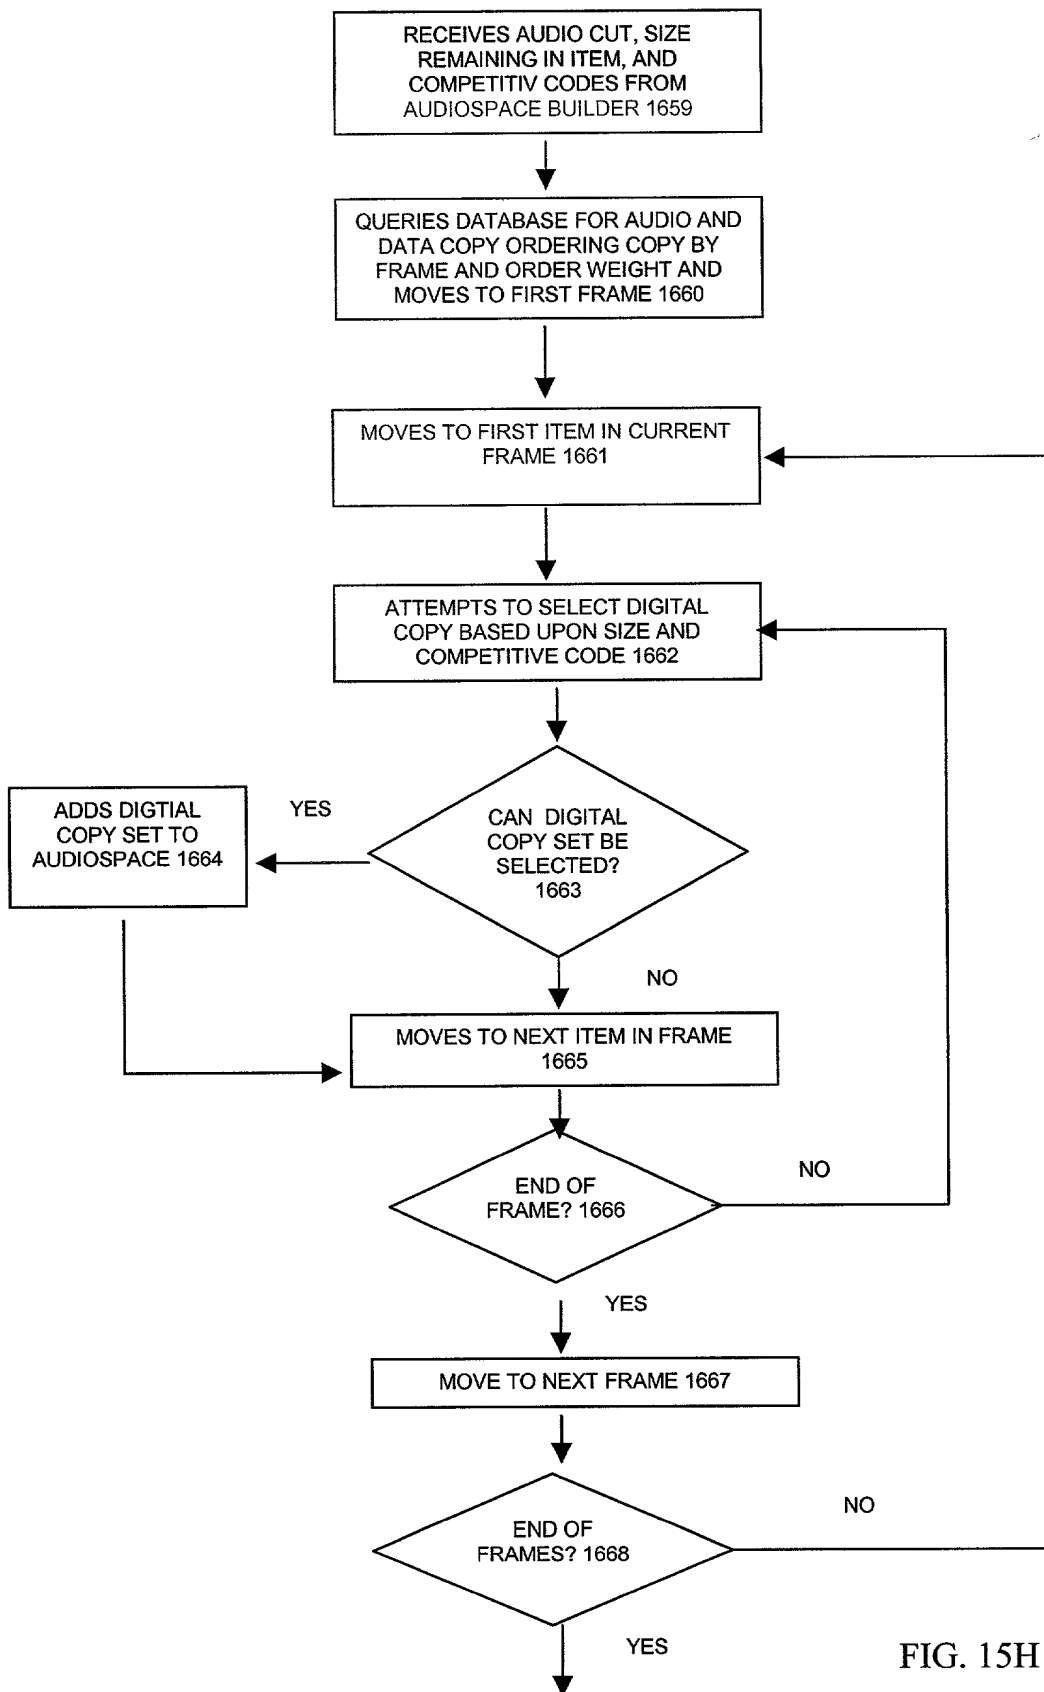 RECEIVES AUDIO CUT, SIZE
REMAINING IN ITEM, AND
COMPETITIV CODES FROM
AUDIOSPACE BUILDER 1659
QUERIES DATABASE FOR AUDIO AND
DATA COPY ORDERING COPY BY
FRAME AND ORDER WEIGHT AND
MOVES TO FIRST FRAME 1660
MOVES TO FIRST ITEM IN CURRENT
FRAME 1661
ATTEMPTS TO SELECT DIGITAL
COPY BASED UPON SIZE AND
COMPETITIVE CODE 1662
CAN DIGITAL
COPY SET BE
SELECTED?
1663
YES
ADDS DIGTIAL
COPY SET TO
AUDIOSPACE 1664
NO
MOVES TO NEXT ITEM IN FRAME
1665
END OF
FRAME? 1666
NO
YES
MOVE TO NEXT FRAME 1667
END OF
FRAMES? 1668
NO
YES
FIG. 15H